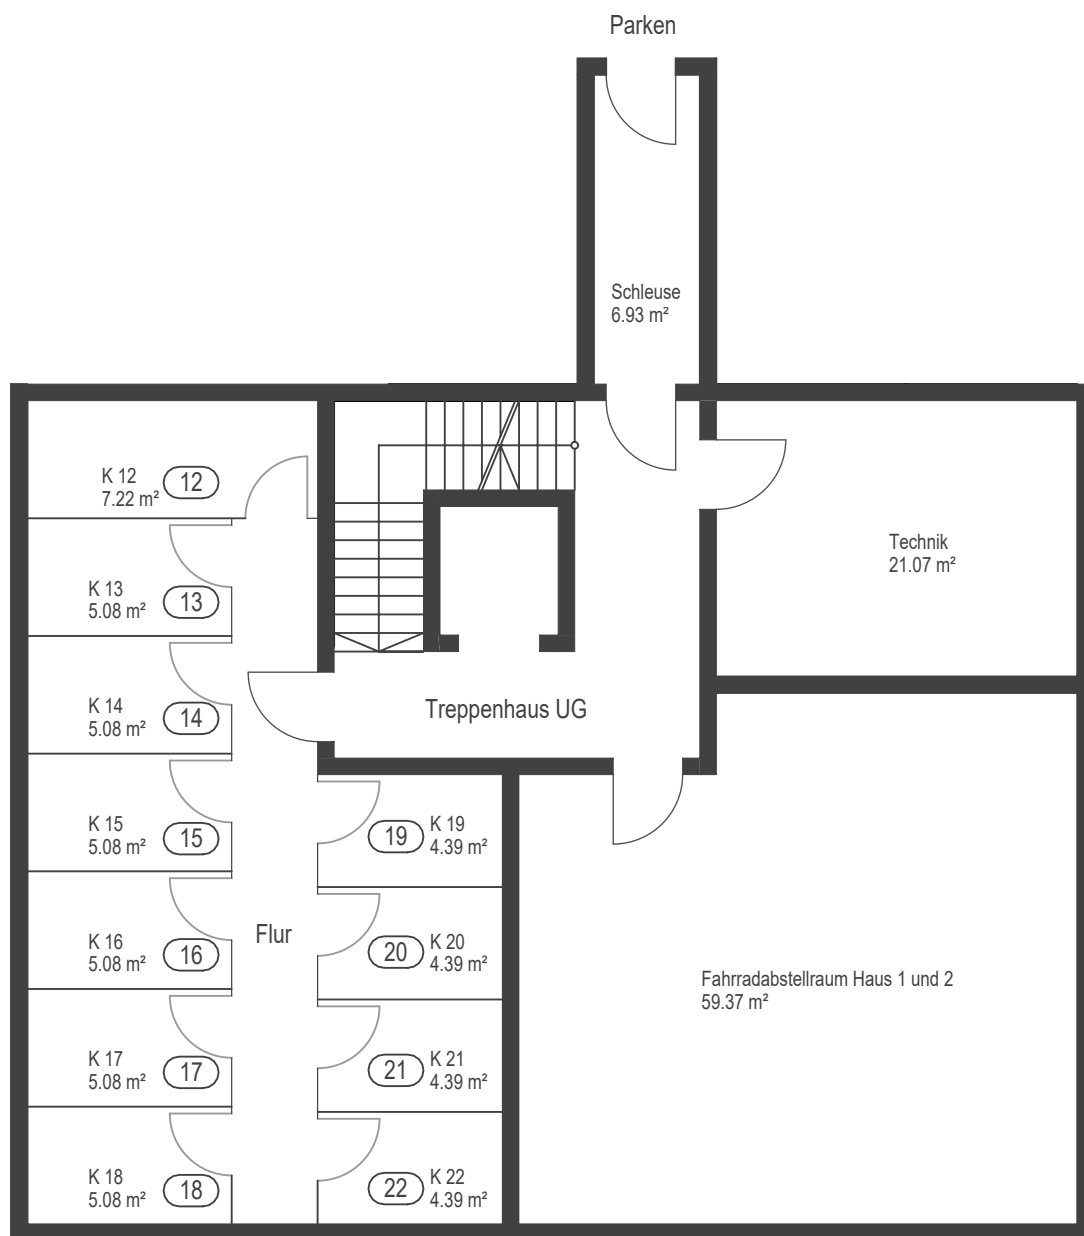 Parken
Schleuse
6.93 m²
K 12
7.22 m²
12
Technik
21.07 m²
K 13
5.08 m²
13
K 14
5.08 m²
14
Treppenhaus UG
K 15
5.08 m²
15
19
K 19
4.39 m²
K 16
5.08 m²
16
Flur
20
K 20
4.39 m²
Fahrradabstellraum Haus 1 und 2
59.37 m²
K 17
5.08 m²
17
21
K 21
4.39 m²
K 18
5.08 m²
18
22
K 22
4.39 m²